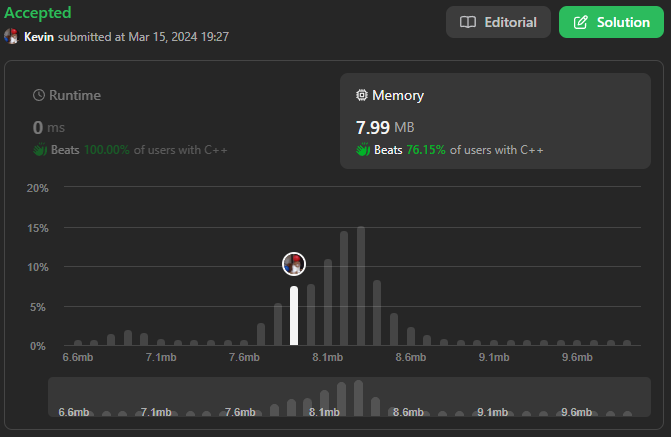 Accepted
Editorial
Solution
Kevin submitted at Mar 15, 2024 19:27
Runtime
Memory
0 ms
7.99 MB
Beats 100.00% of users with C++
Beats 76.15% of users with C++
20%
15%
10%
5%
0%
6.6mb 7.1mb 7.6mb 8.1mb 8.6mb 9.1mb 9.6mb
6.6mb 7.1mb 7.6mb 8.1mb 8.6mb 9.1mb 9.6mb